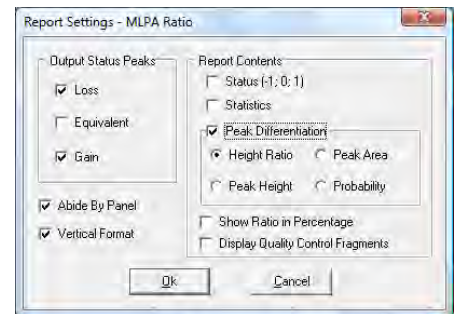 Report Settings - MLPA Ratio
Output Status Peaks
Loss
Equivalent
Gain
Abide By Panel
Vertical Format
Report Contents
Status (-1; 0; 1)
Statistics
Peak Differentiation
Height Ratio
Peak Area
Peak Height
Probability
Show Ratio in Percentage
Display Quality Control Fragments
Ok
Cancel